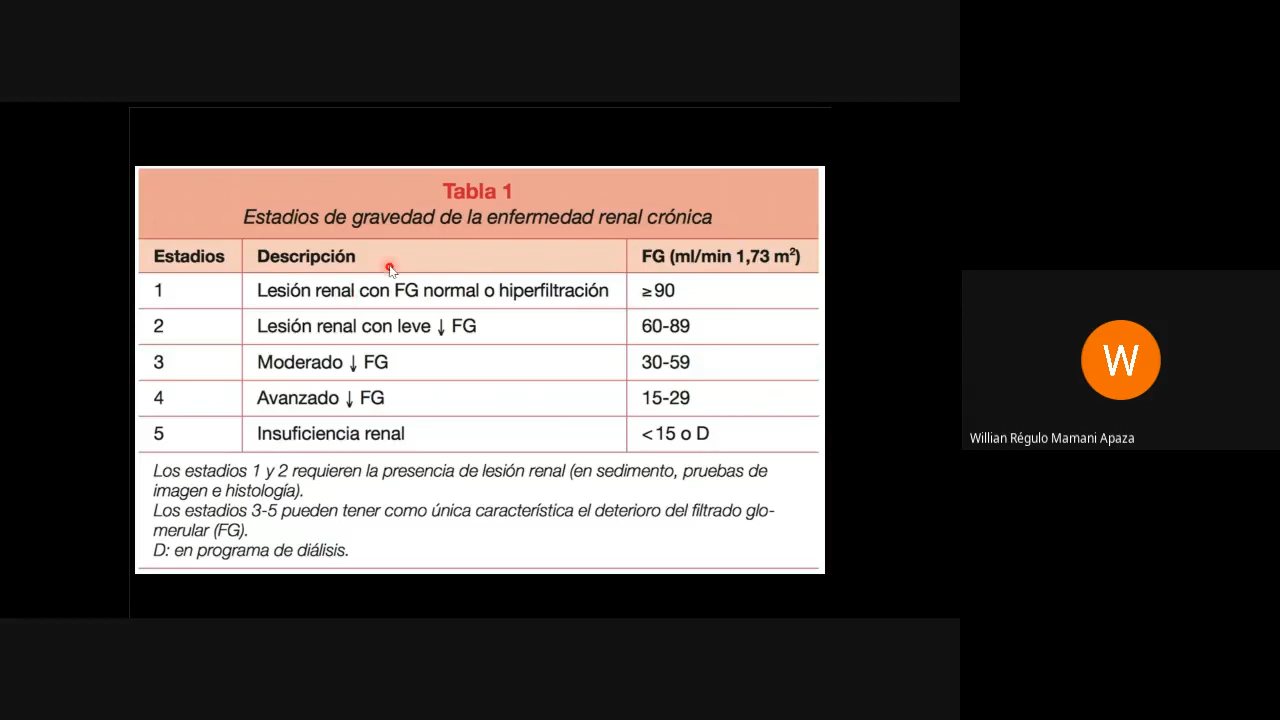 Tabla 1
Estadios de gravedad de la enfermedad renal crónica
Estadios Descripción FG (ml/min 1,73 m²)
1 Lesión renal con FG normal o hiperfiltración ≥90
2 Lesión renal con leve ↓ FG 60-89
3 Moderado ↓ FG 30-59
4 Avanzado ↓ FG 15-29
5 Insuficiencia renal <15 o D
Los estadios 1 y 2 requieren la presencia de lesión renal (en sedimento, pruebas de
imagen e histología).
Los estadios 3-5 pueden tener como única característica el deterioro del filtrado glo-
merular (FG).
D: en programa de diálisis.
W
Willian Régulo Mamani Apaza